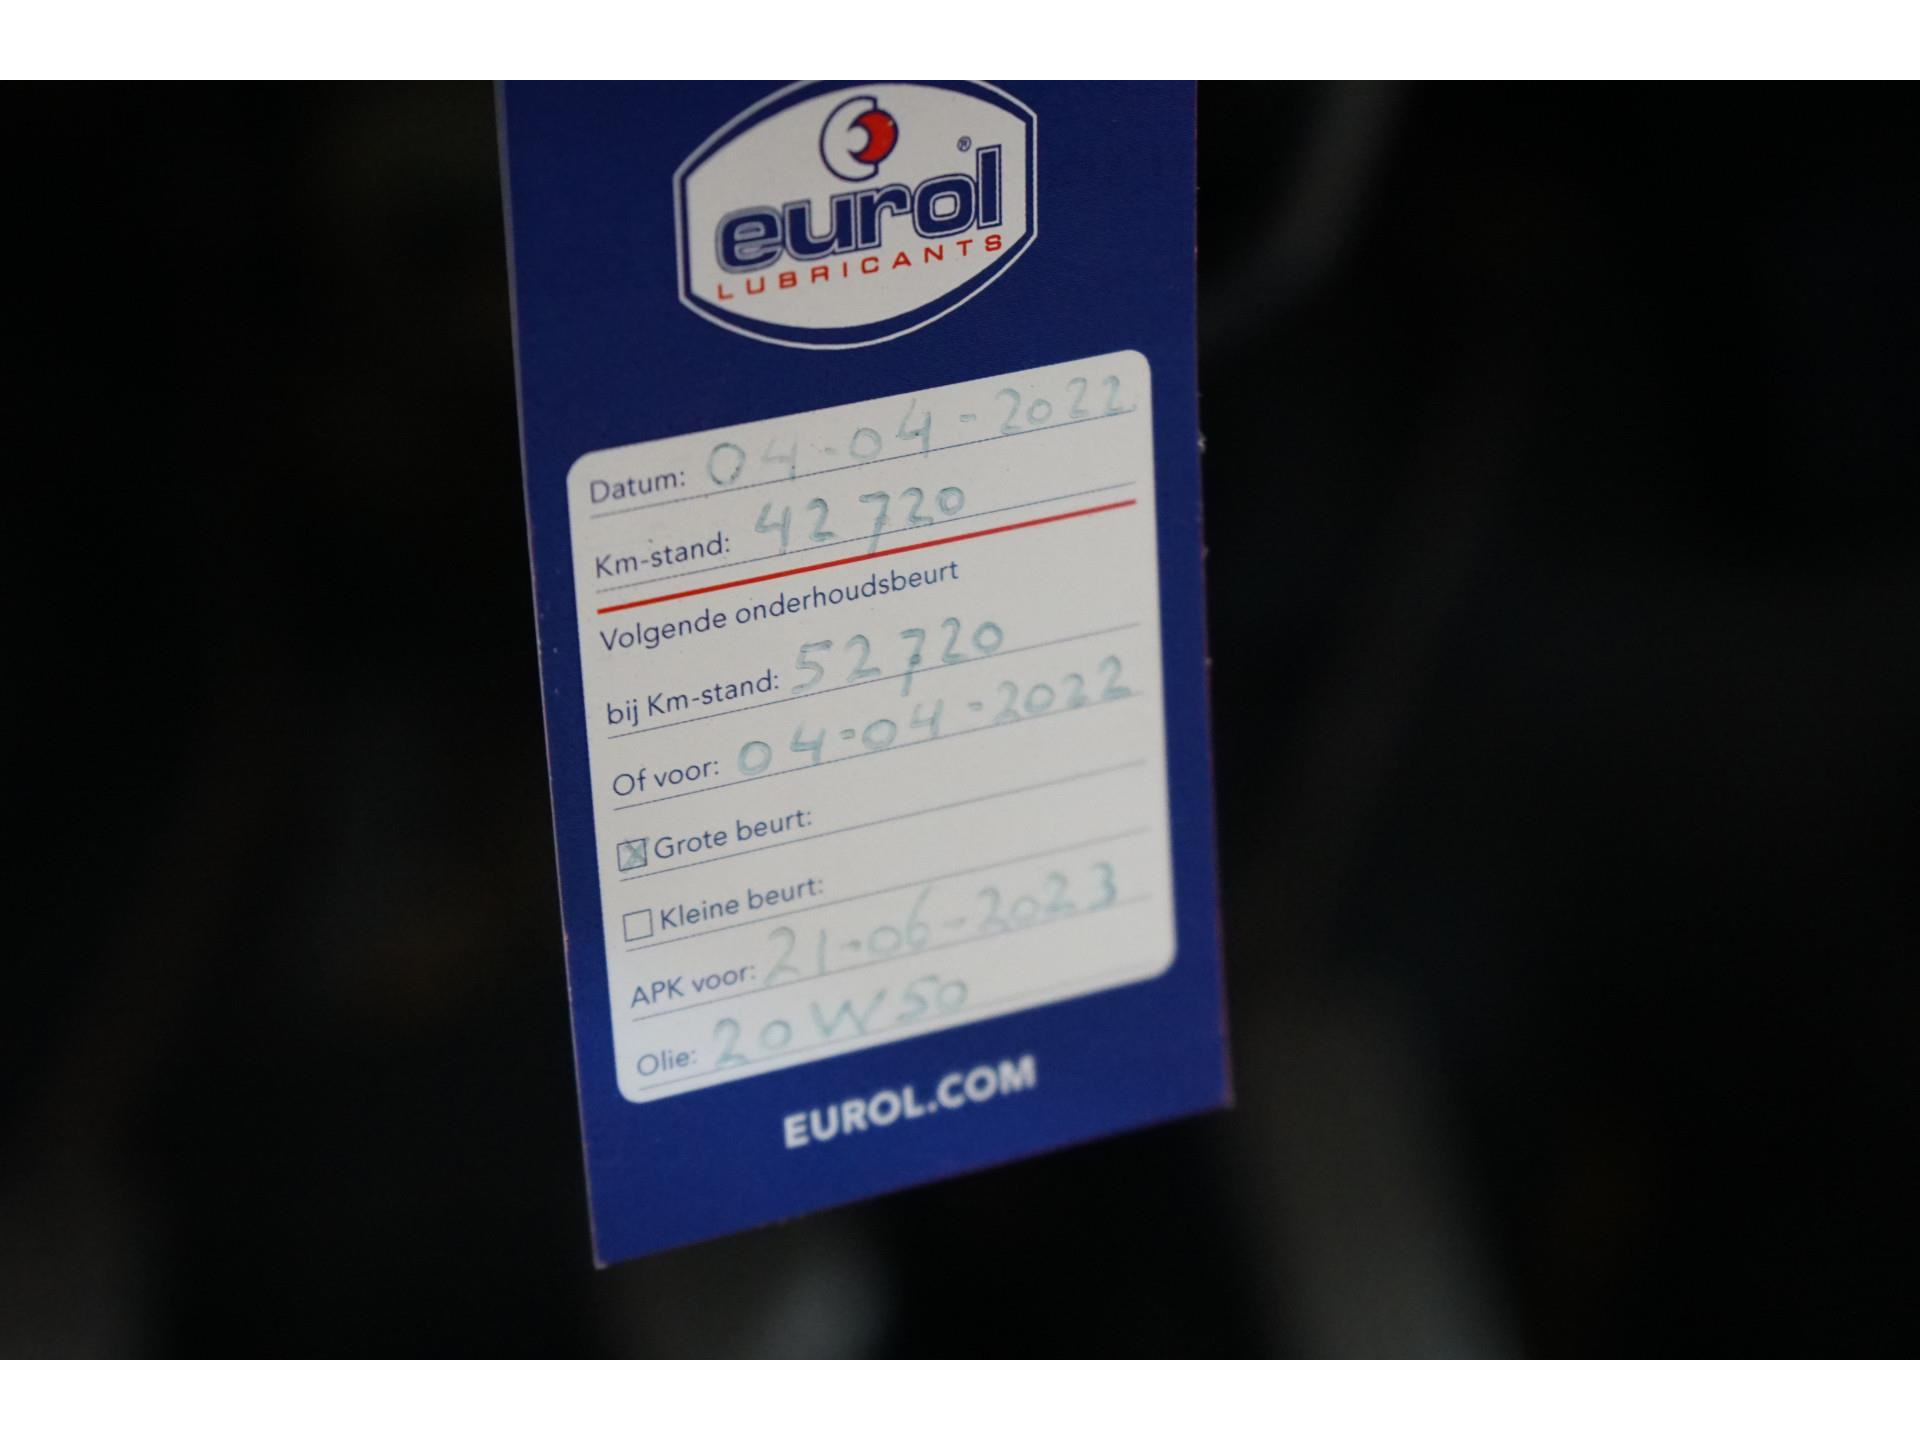 eurol®
LUBRICANTS
Datum: 04-04-2022
Km-stand: 42720
Volgende onderhoudsbeurt
bij Km-stand: 52720
Of voor: 04-04-2022
Grote beurt:
Kleine beurt:
APK voor: 21-06-2023
Olie: 20W50
EUROL.COM